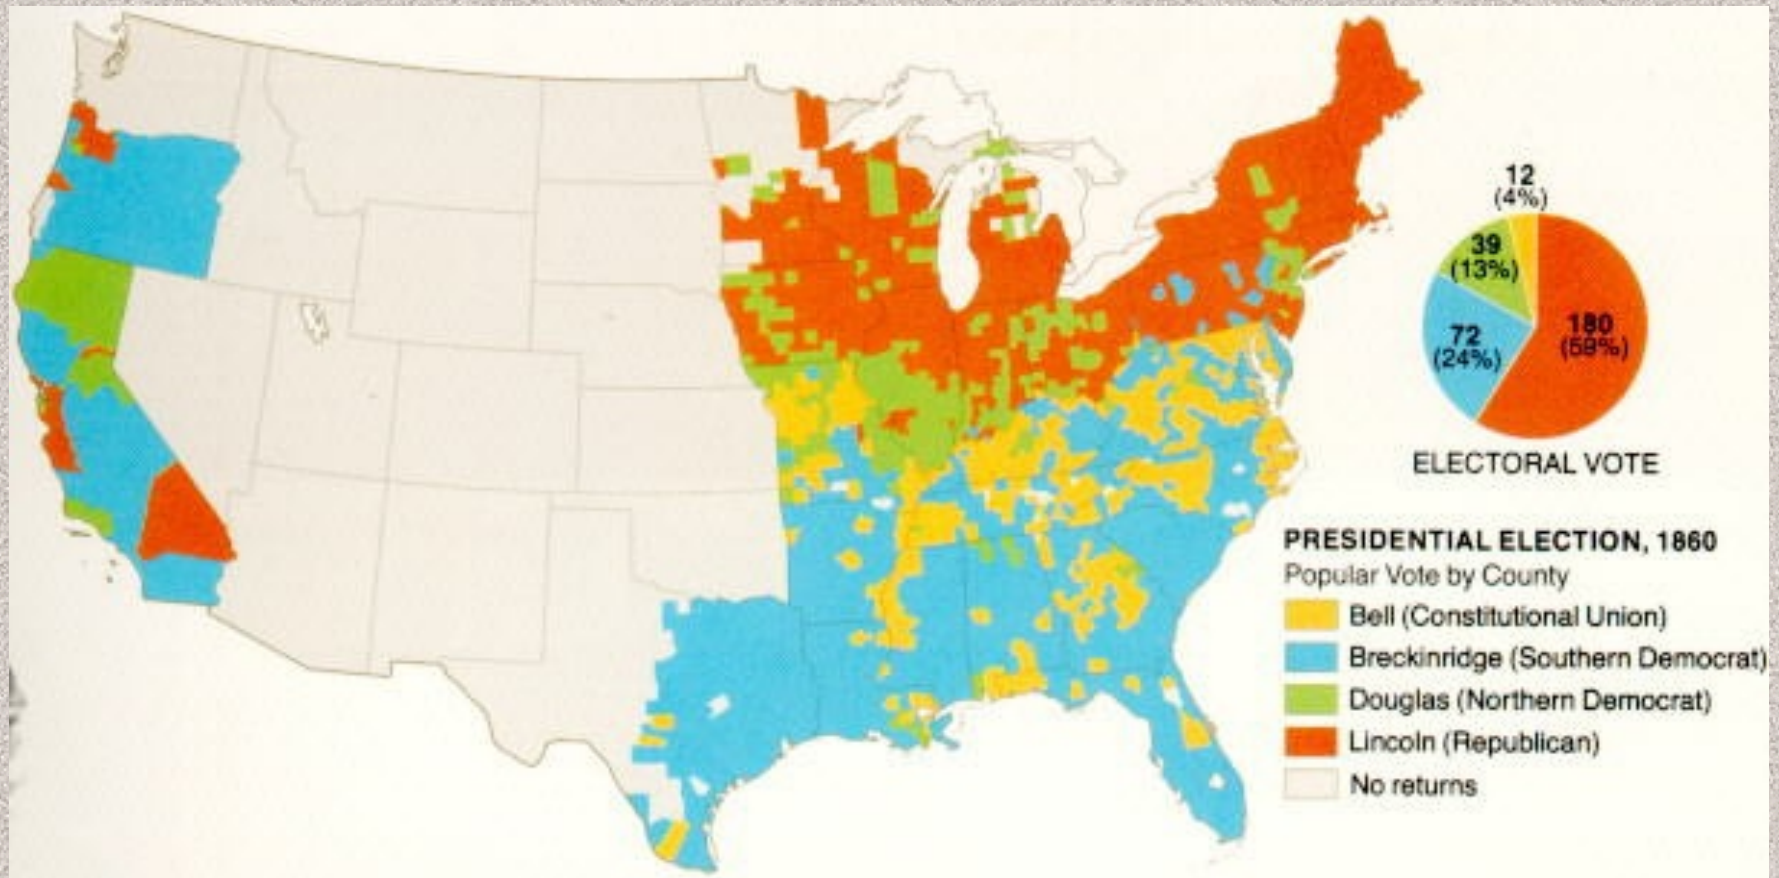 12
(4%)
39
(13%)
72
(24%)
180
(59%)
ELECTORAL VOTE
PRESIDENTIAL ELECTION, 1860
Popular Vote by County
Bell (Constitutional Union)
Breckinridge (Southern Democrat)
Douglas (Northern Democrat)
Lincoln (Republican)
No returns